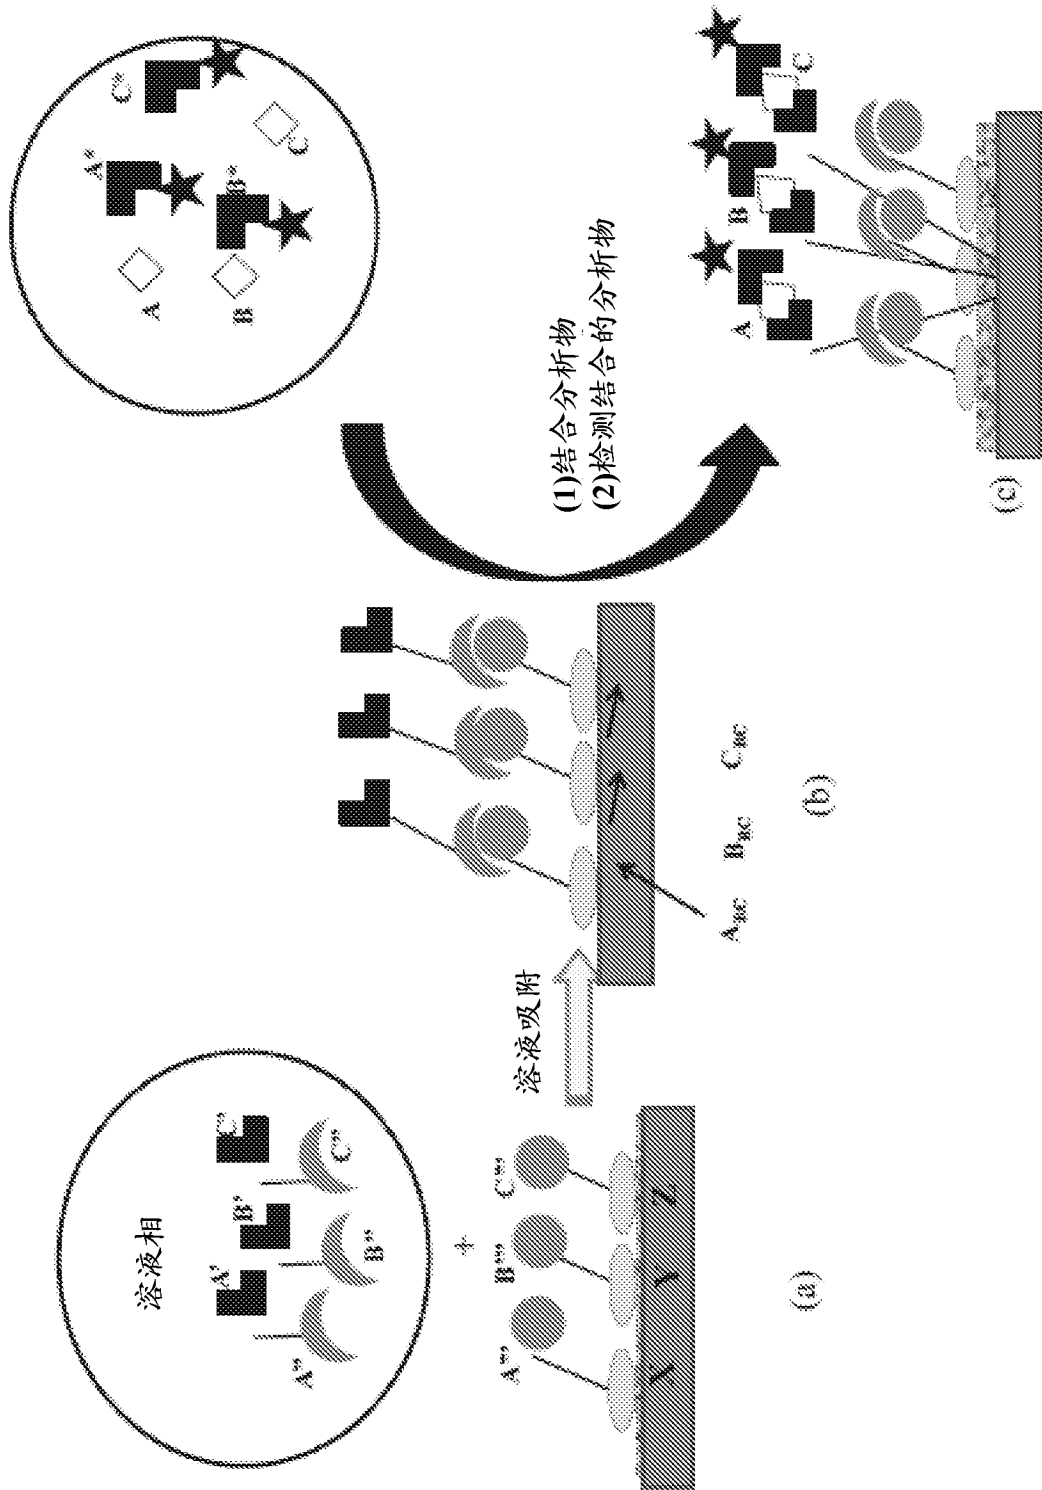 溶液相
A’ B’ C’
A” B” C”
+
A”’ B”’ C”’
X Y Z
(a)
溶液吸附
A_BC B_BC C_BC
(b)
A* B* C*
A B C
(1)结合分析物
(2)检测结合的分析物
A B C
(c)